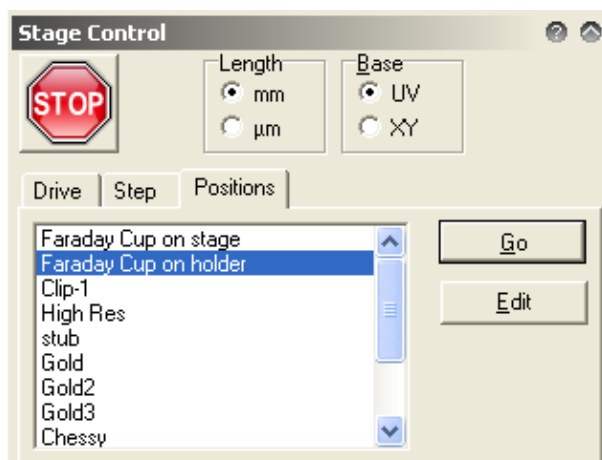 Stage Control
STOP
Length
mm
µm
Base
UV
XY
Drive Step Positions
Faraday Cup on stage
Faraday Cup on holder
Clip-1
High Res
stub
Gold
Gold2
Gold3
Chessy
Go
Edit